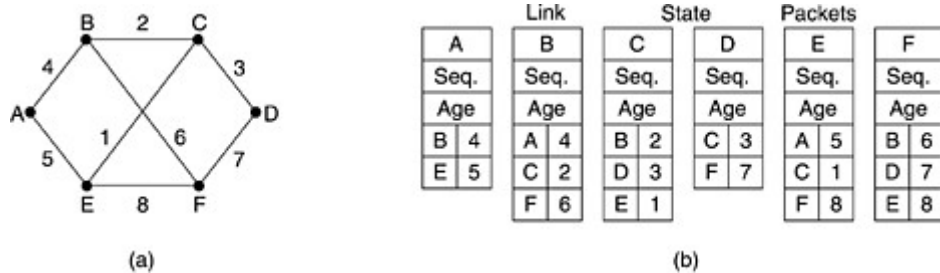 B 2 C
4 3
A D
1 6
5 7
E 8 F
(a)
Link State Packets
A B C D E F
Seq. Seq. Seq. Seq. Seq. Seq.
Age Age Age Age Age Age
B 4 A 4 B 2 C 3 A 5 B 6
E 5 C 2 D 3 F 7 C 1 D 7
F 6 E 1 F 8 E 8
(b)